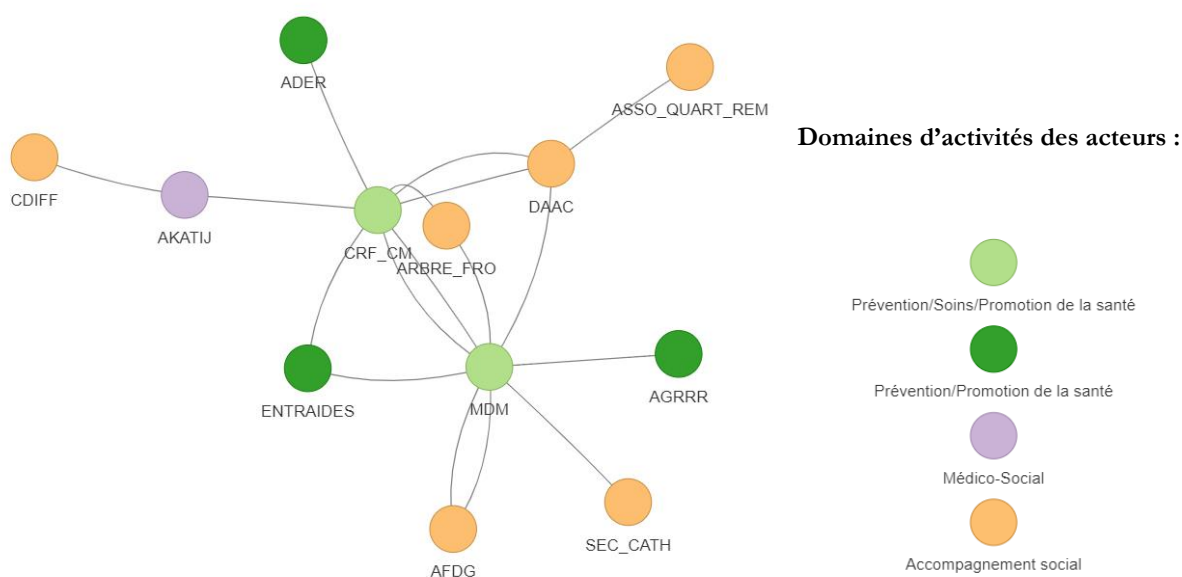 ADER
ASSO_QUART_REM
Domaines d'activités des acteurs :
CDIFF
DAAC
AKATIJ
CRF_CM
ARBRE_FRO
Prévention/Soins/Promotion de la santé
ENTRAIDES
MDM
AGRRR
Prévention/Promotion de la santé
Médico-Social
SEC_CATH
AFDG
Accompagnement social